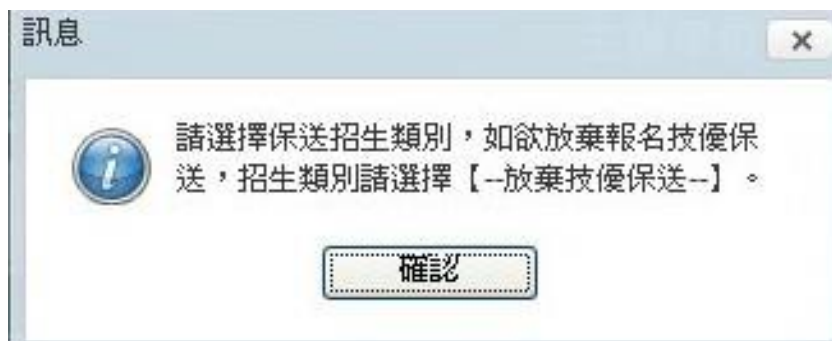 訊息
請選擇保送招生類別，如欲放棄報名技優保
送，招生類別請選擇【--放棄技優保送--】。
確認